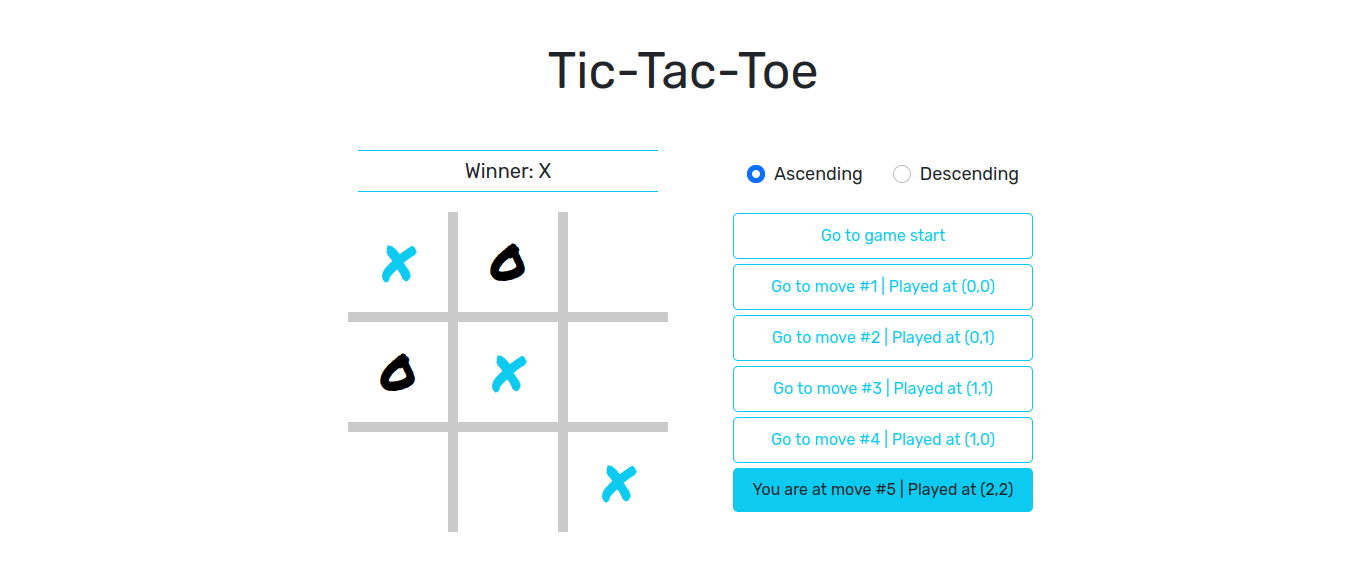 Tic-Tac-Toe
Winner: X
X O
O X
X
Ascending Descending
Go to game start
Go to move #1 | Played at (0,0)
Go to move #2 | Played at (0,1)
Go to move #3 | Played at (1,1)
Go to move #4 | Played at (1,0)
You are at move #5 | Played at (2,2)